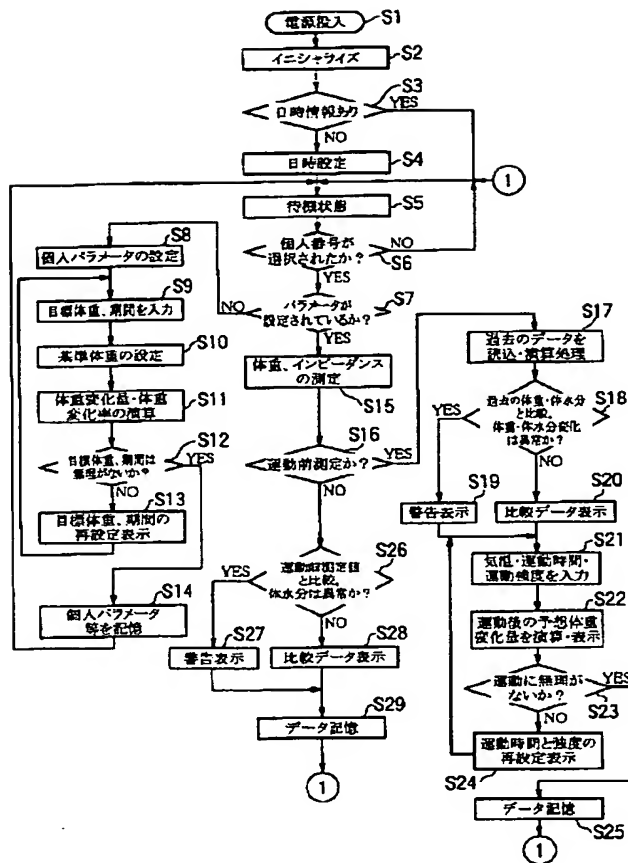 電源投入
S1
イニシャライズ
S2
日時情報あり
S3
YES
NO
日時設定
S4
1
待機状態
S5
個人番号が
選択されたか?
S6
NO
YES
パラメータが
設定されているか?
S7
NO
YES
個人パラメータの設定
S8
目標体重、期間を入力
S9
基準体重の設定
S10
体重変化量・体重
変化率の演算
S11
目標体重、期間は
無理がないか?
S12
YES
NO
目標体重、期間の
再設定表示
S13
個人パラメータ
等を記憶
S14
体重、インピーダンス
の測定
S15
運動前測定か?
S16
YES
NO
過去のデータを
読込・演算処理
S17
過去の体重・体水分
と比較。
体重・体水分変化
は異常か?
S18
YES
NO
警告表示
S19
比較データ表示
S20
気温・運動時間・
運動強度を入力
S21
運動後の予想体重
変化量を演算・表示
S22
運動に無理が
ないか?
S23
YES
NO
運動時間と強度の
再設定表示
S24
データ記憶
S25
1
運動前測定値
と比較。
体水分は異常か?
S26
YES
NO
警告表示
S27
比較データ表示
S28
データ記憶
S29
1